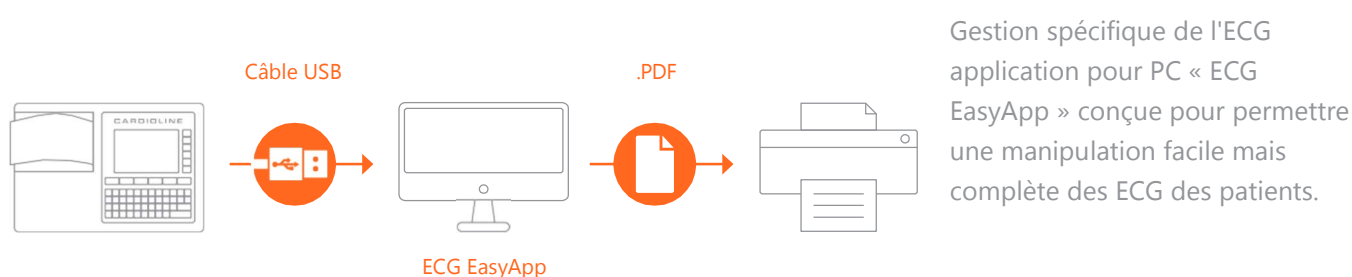 Câble USB
.PDF
CARDIOLINE
ECG EasyApp
Gestion spécifique de l'ECG
application pour PC « ECG
EasyApp » conçue pour permettre
une manipulation facile mais
complète des ECG des patients.